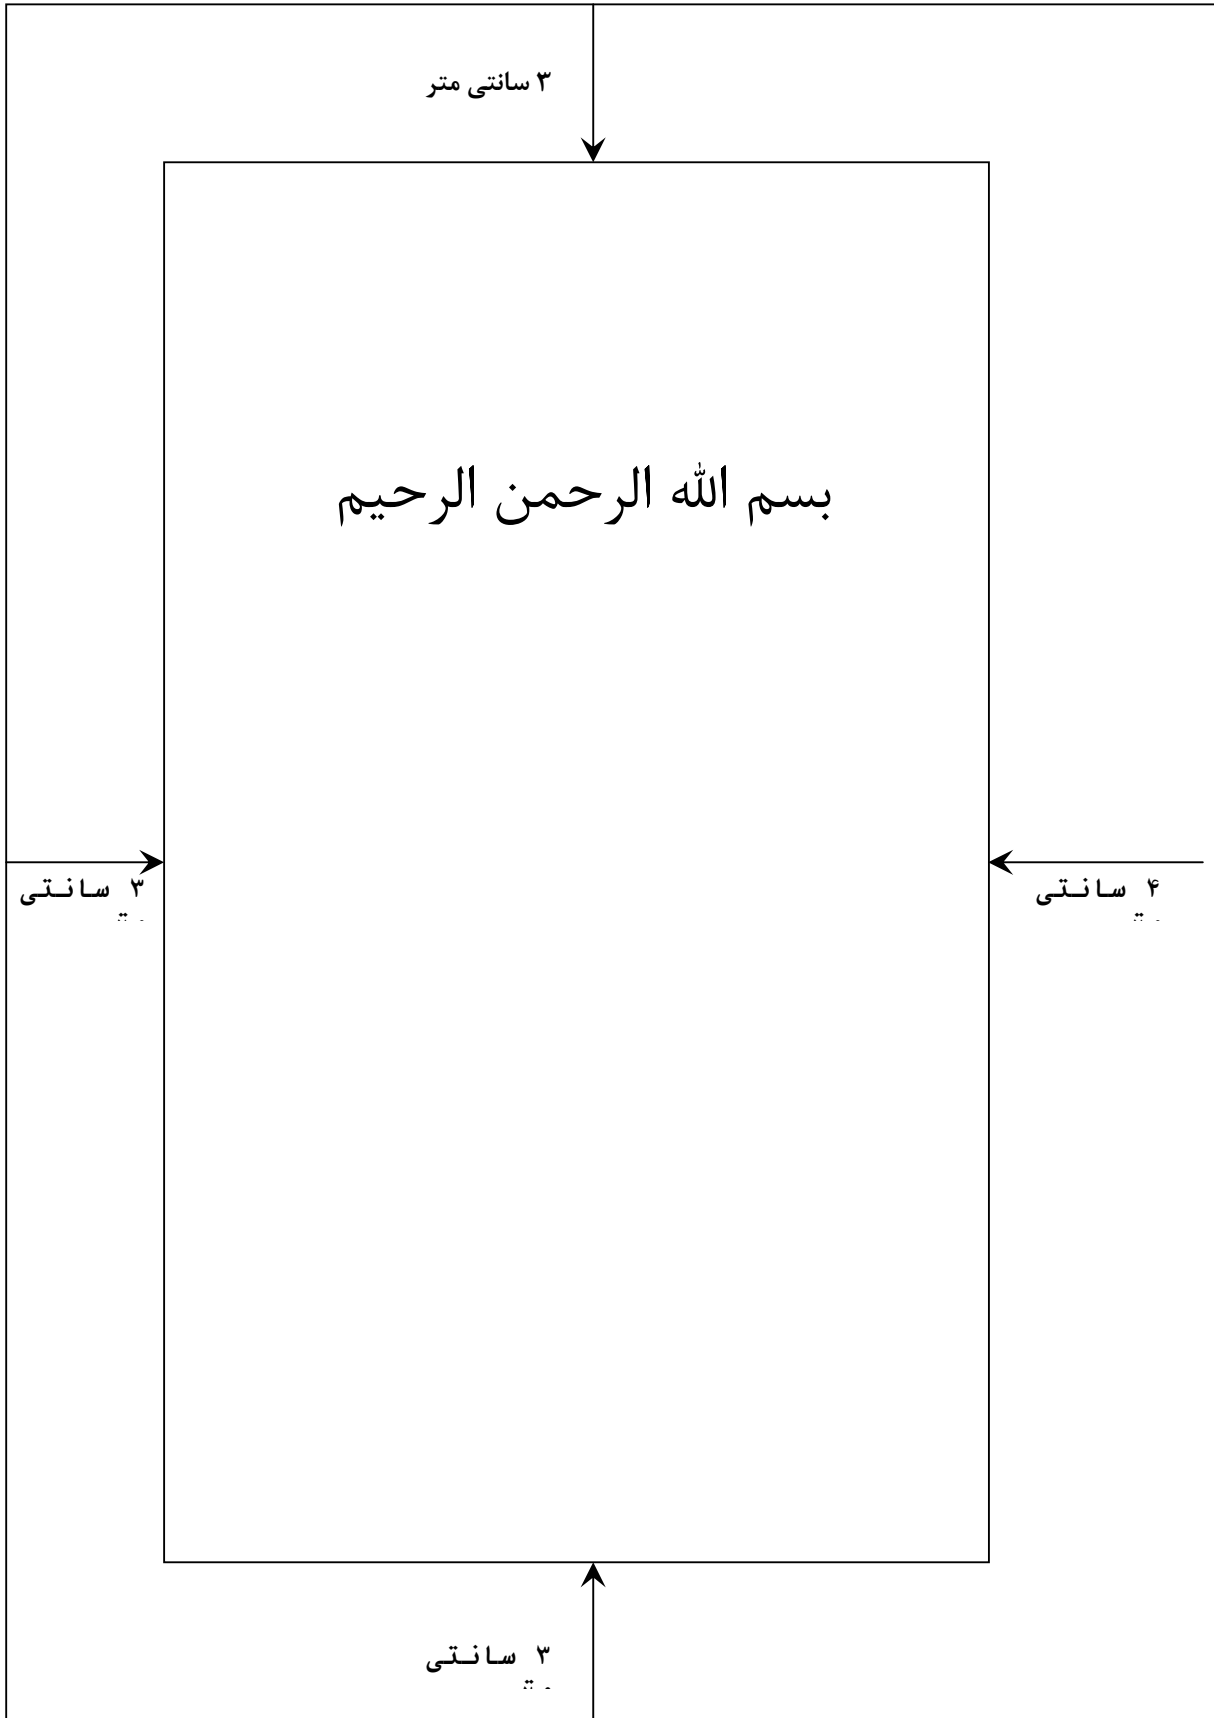 ۳ سانتی متر
بسم الله الرحمن الرحیم
۴ سانتی
۳ سانتی
۳ سانتی